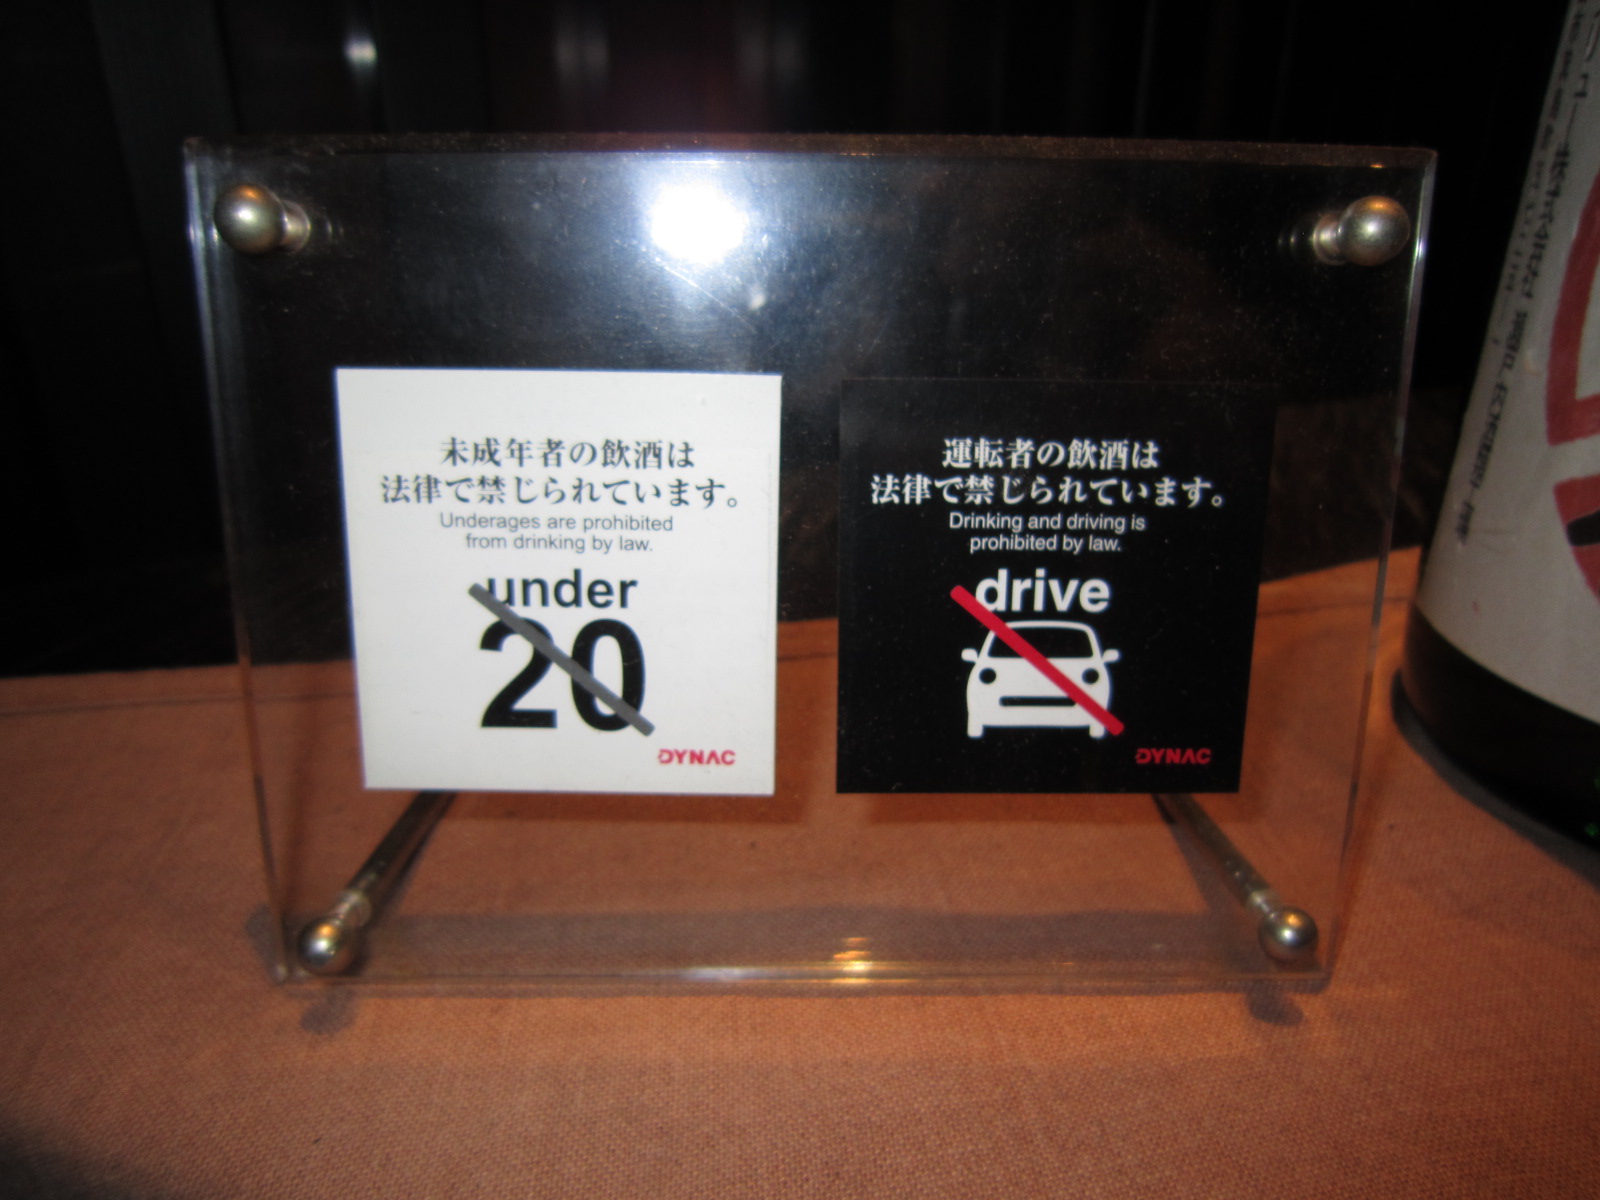 未成年者の飲酒は
法律で禁じられています。
Underages are prohibited
from drinking by law.
under
20
DYNAC
運転者の飲酒は
法律で禁じられています。
Drinking and driving is
prohibited by law.
drive
DYNAC